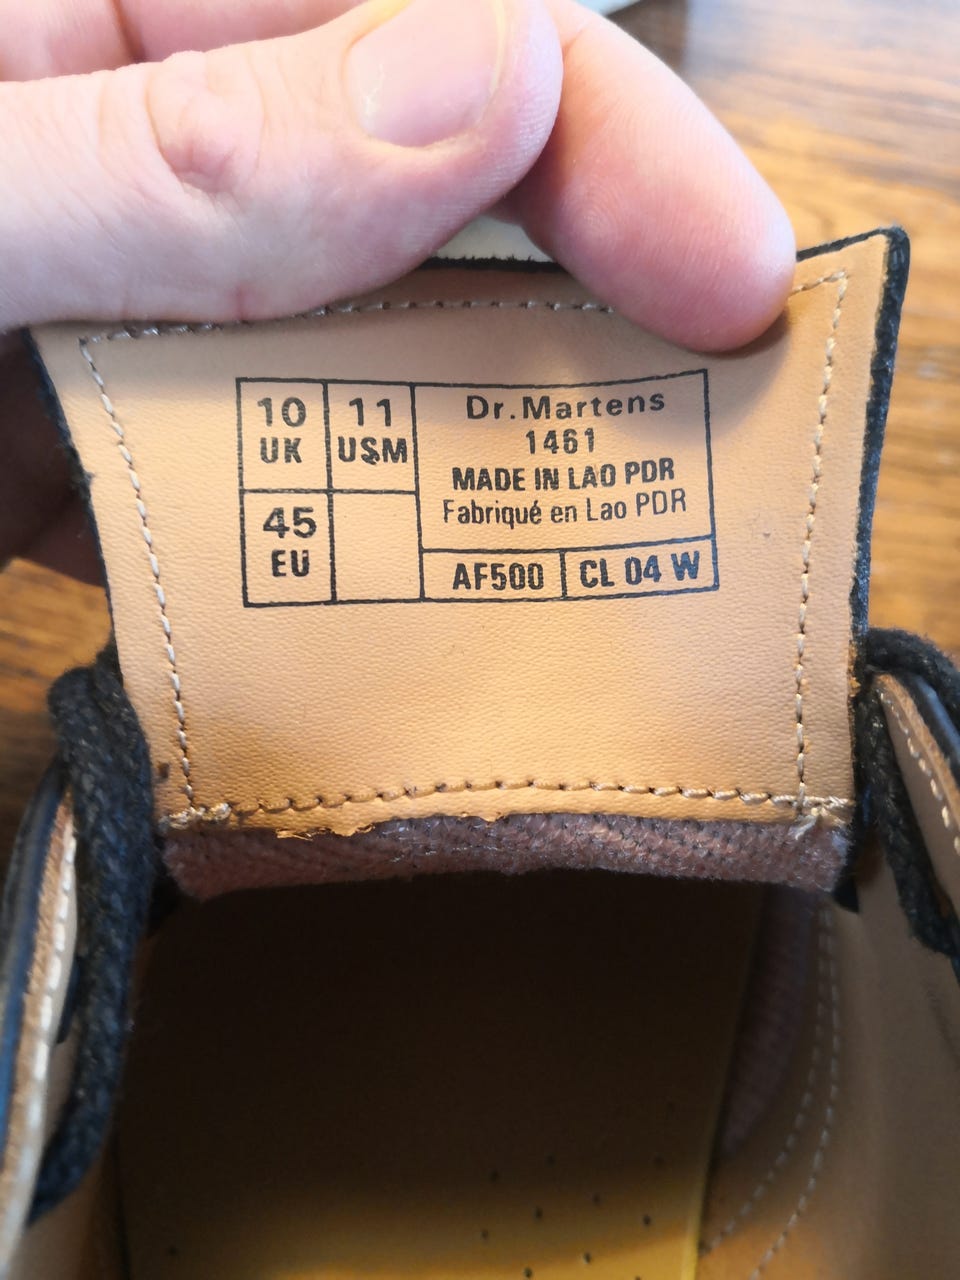 10
UK
11
USM
45
EU
Dr.Martens
1461
MADE IN LAO PDR
Fabriqué en Lao PDR
AF500
CL 04 W